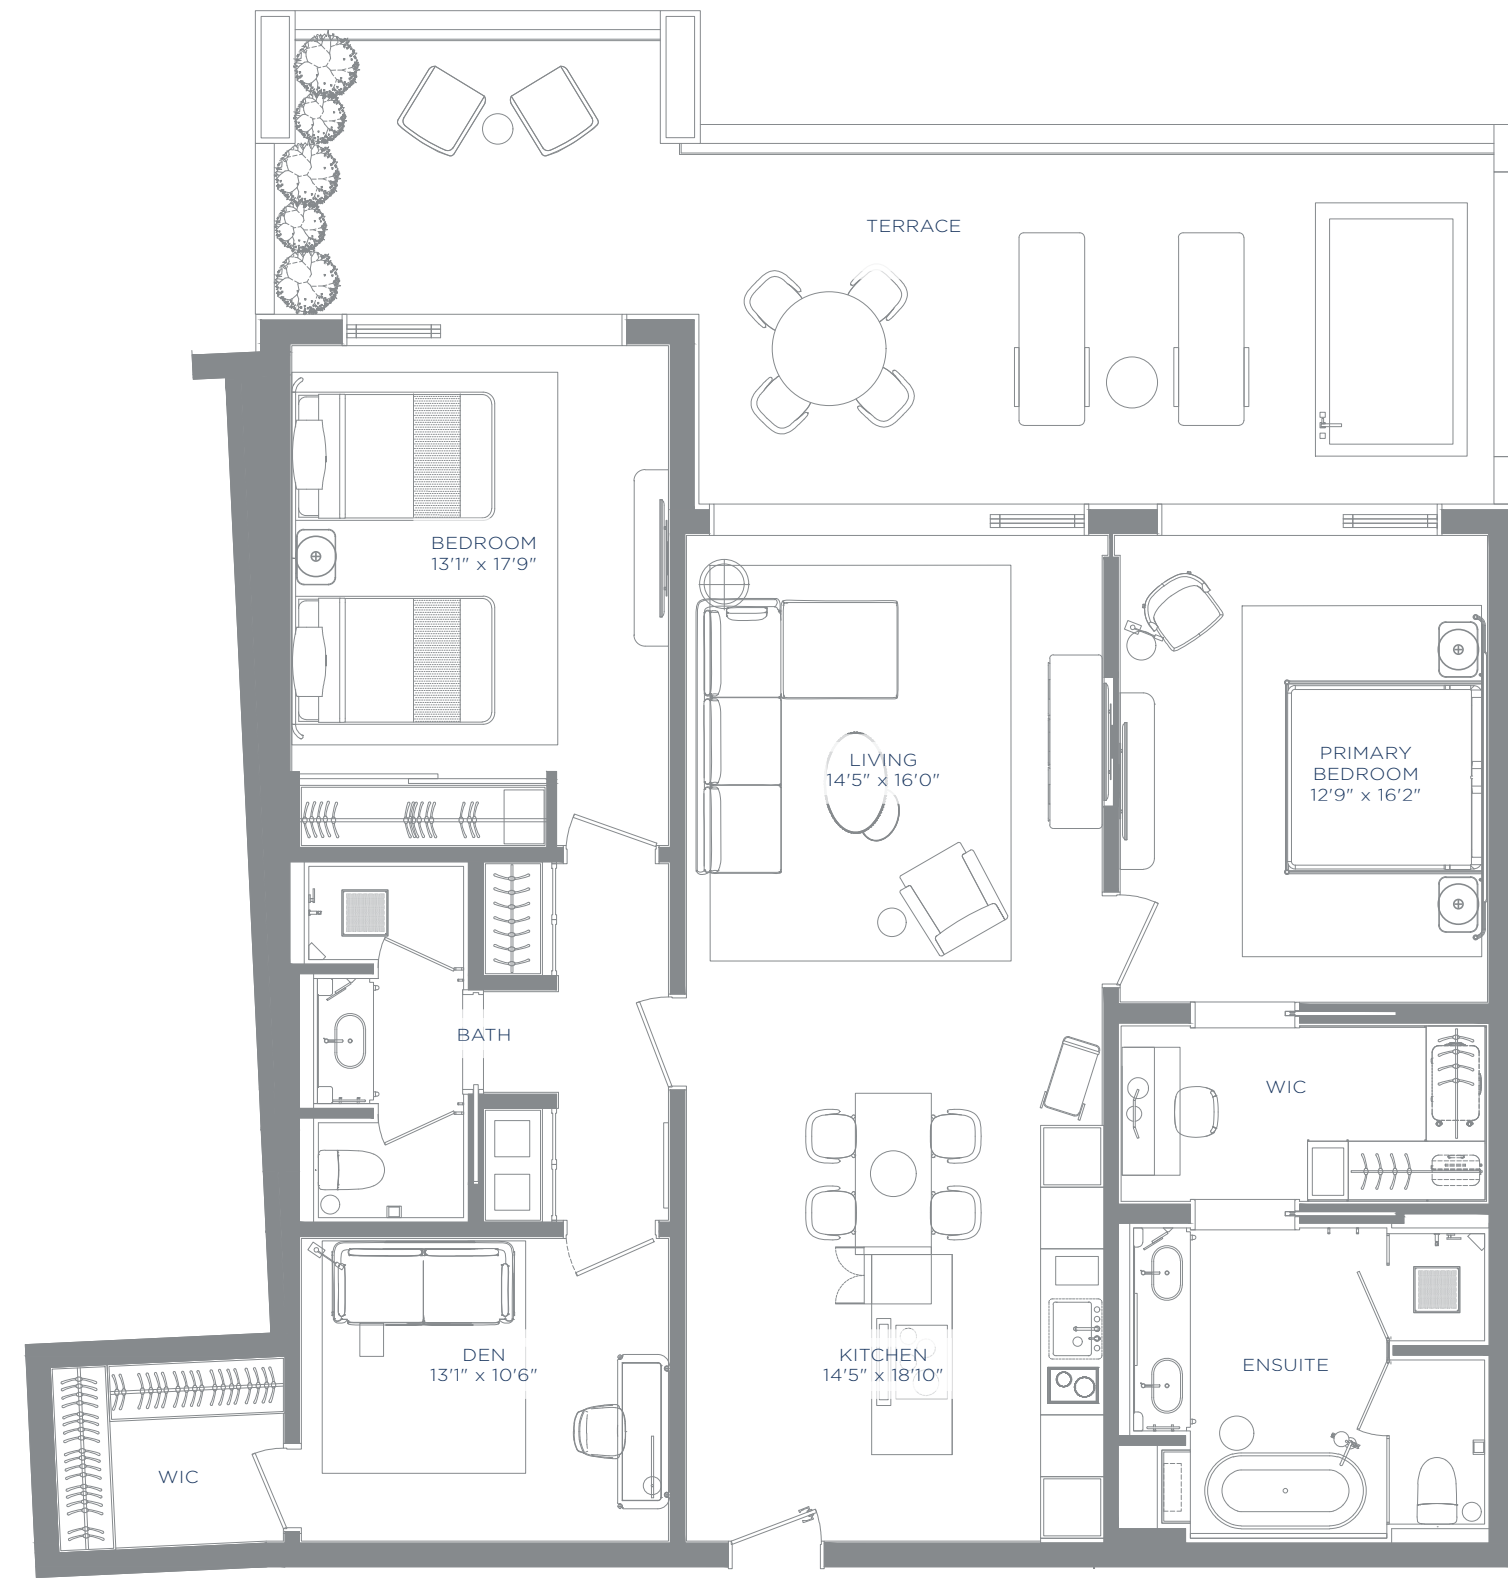 TERRACE
BEDROOM
13'1" x 17'9"
LIVING
14'5" x 16'0"
PRIMARY
BEDROOM
12'9" x 16'2"
BATH
WIC
DEN
13'1" x 10'6"
KITCHEN
14'5" x 18'10"
ENSUITE
WIC